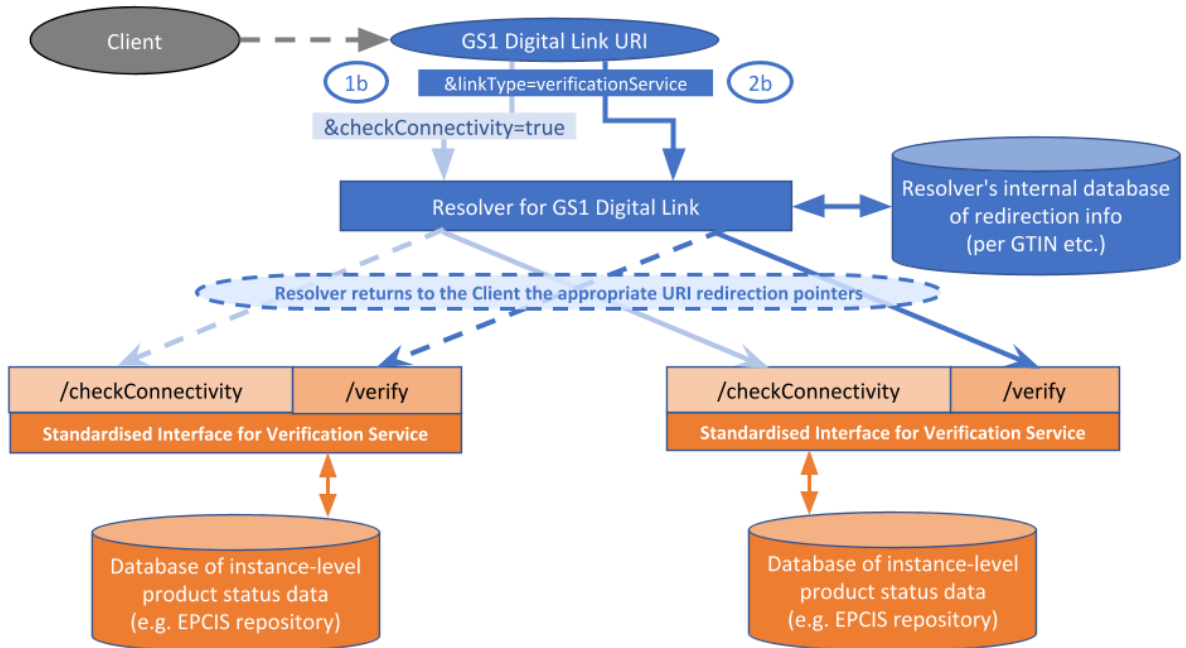 Client
GS1 Digital Link URI
1b
&linkType=verificationService
2b
&checkConnectivity=true
Resolver for GS1 Digital Link
Resolver's internal database
of redirection info
(per GTIN etc.)
Resolver returns to the Client the appropriate URI redirection pointers
/checkConnectivity
/verify
Standardised Interface for Verification Service
/checkConnectivity
/verify
Standardised Interface for Verification Service
Database of instance-level
product status data
(e.g. EPCIS repository)
Database of instance-level
product status data
(e.g. EPCIS repository)